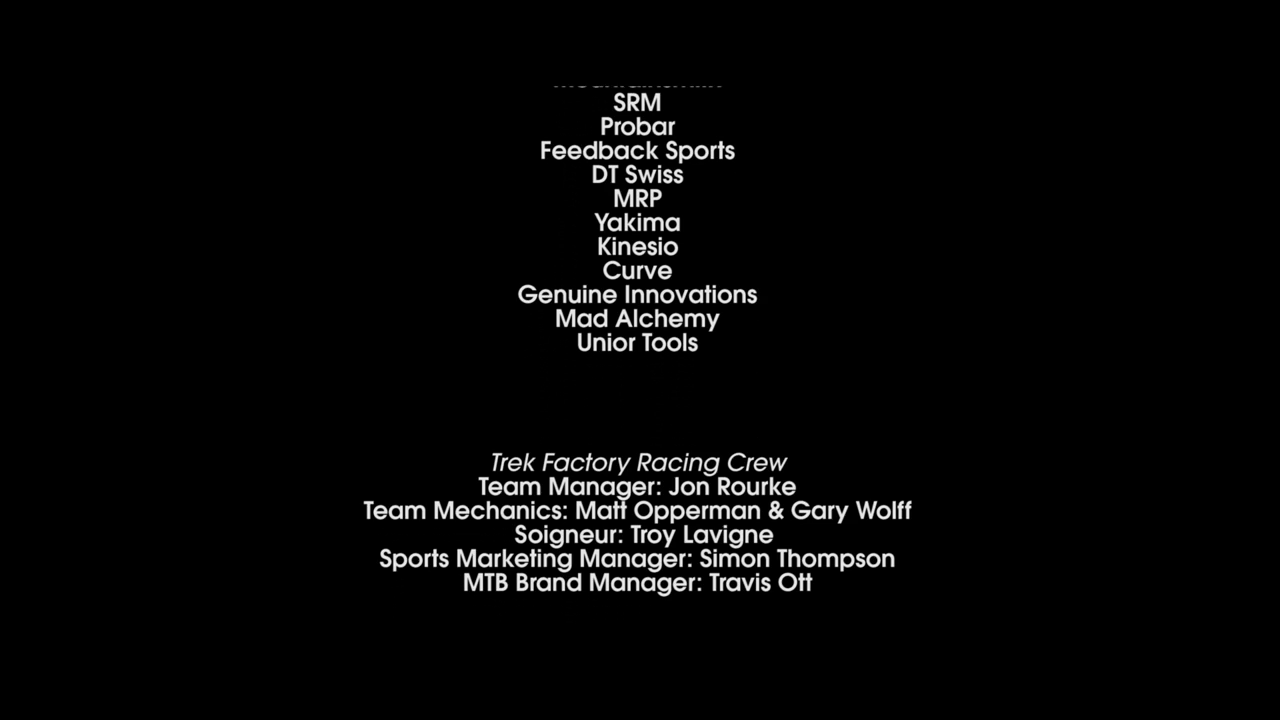 SRM
Probar
Feedback Sports
DT Swiss
MRP
Yakima
Kinesio
Curve
Genuine Innovations
Mad Alchemy
Unior Tools
Trek Factory Racing Crew
Team Manager: Jon Rourke
Team Mechanics: Matt Opperman & Gary Wolff
Soigneur: Troy Lavigne
Sports Marketing Manager: Simon Thompson
MTB Brand Manager: Travis Ott